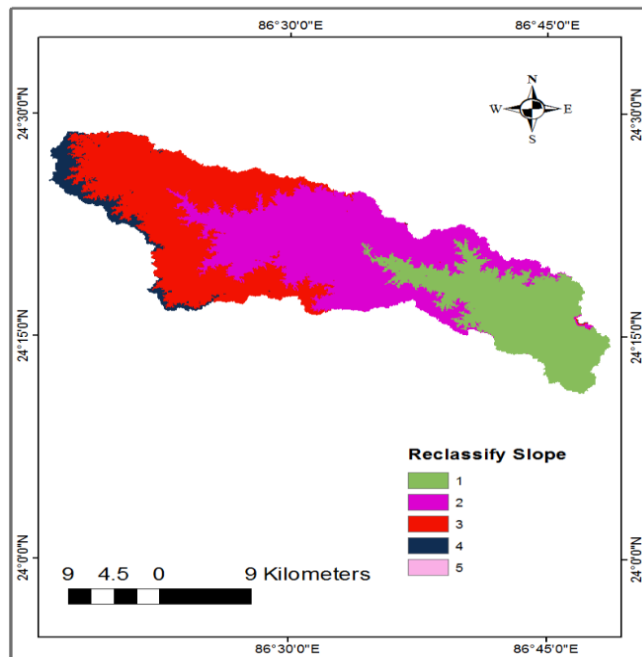 86°30'0"E 86°45'0"E
24°30'0"N 24°30'0"N
N
W E
S
24°15'0"N 24°15'0"N
Reclassify Slope
1
2
3
4
5
24°0'0"N 24°0'0"N
9 4.5 0 9 Kilometers
86°30'0"E 86°45'0"E